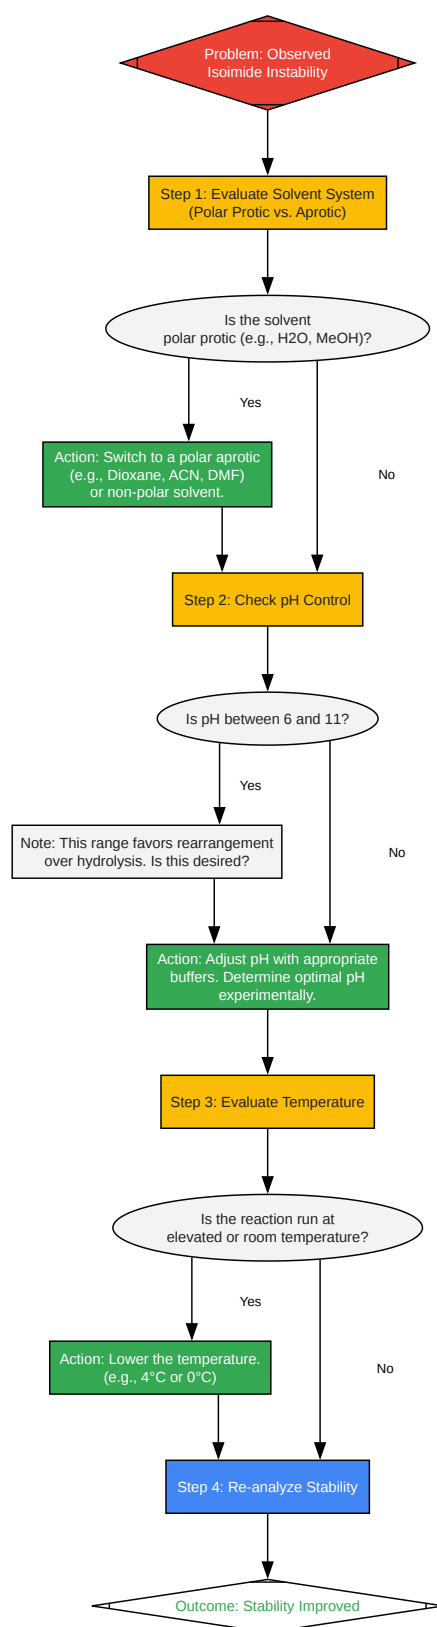 Problem: Observed
Isoimide Instability
Step 1: Evaluate Solvent System
(Polar Protic vs. Aprotic)
Is the solvent
polar protic (e.g., H2O, MeOH)?
Yes
Action: Switch to a polar aprotic
(e.g., Dioxane, ACN, DMF)
or non-polar solvent.
No
Step 2: Check pH Control
Is pH between 6 and 11?
Yes
Note: This range favors rearrangement
over hydrolysis. Is this desired?
No
Action: Adjust pH with appropriate
buffers. Determine optimal pH
experimentally.
Step 3: Evaluate Temperature
Is the reaction run at
elevated or room temperature?
Yes
Action: Lower the temperature.
(e.g., 4°C or 0°C)
No
Step 4: Re-analyze Stability
Outcome: Stability Improved